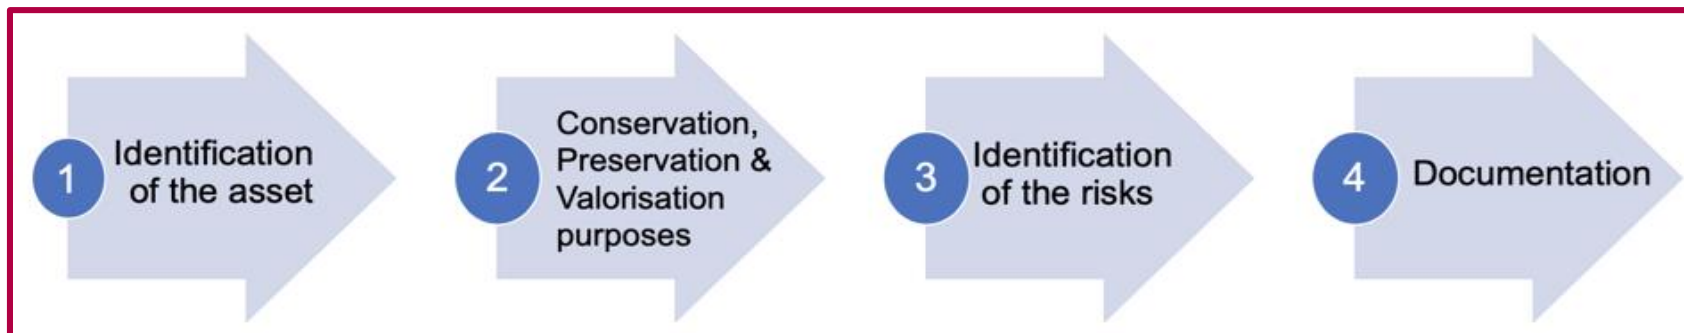 1
Identification
of the asset
2
Conservation,
Preservation &
Valorisation
purposes
3
Identification
of the risks
4
Documentation